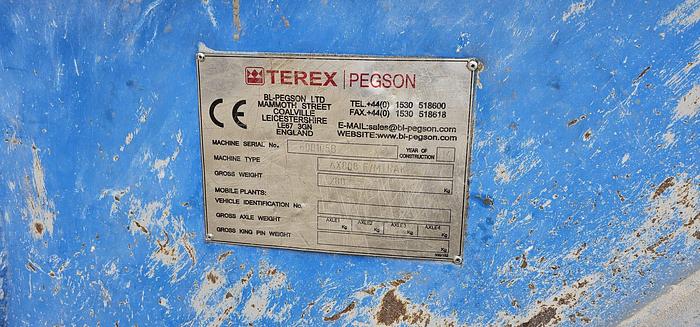 TEREX | PEGSON
BL-PEGSON LTD
MAMMOTH STREET
COALVILLE
LEICESTERSHIRE
LE67 3GN
ENGLAND
CE
TEL.+44(0) 1530 518600
FAX.+44(0) 1530 518618
E-MAIL:sales@bl-pegson.com
WEBSITE:www.bl-pegson.com
MACHINE SERIAL No.
YEAR OF CONSTRUCTION
MACHINE TYPE
GROSS WEIGHT Kg
MOBILE PLANTS:
VEHICLE IDENTIFICATION No.
GROSS AXLE WEIGHT AXLE1 Kg AXLE2 Kg AXLE3 Kg AXLE4 Kg
GROSS KING PIN WEIGHT Kg